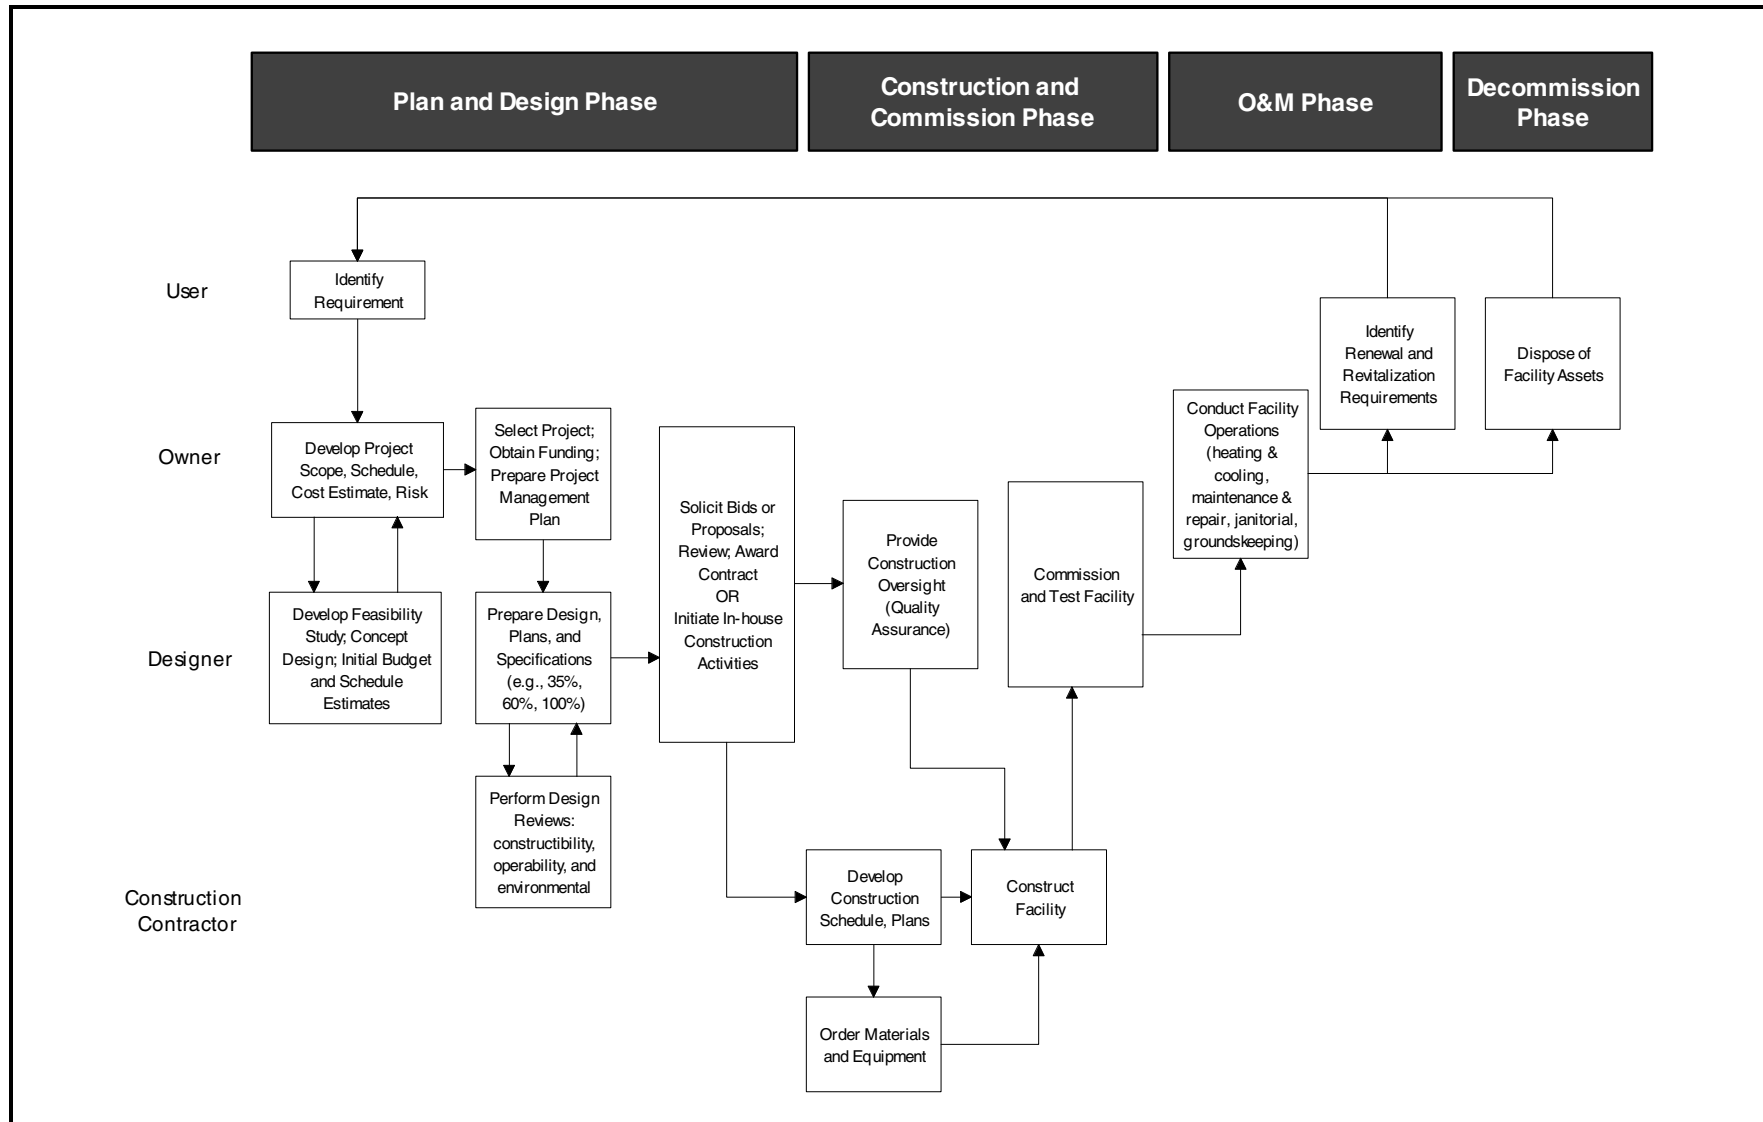 Plan and Design Phase
Construction and
Commission Phase
O&M Phase
Decommission
Phase
User
Identify
Requirement
Identify
Renewal and
Revitalization
Requirements
Dispose of
Facility Assets
Owner
Develop Project
Scope, Schedule,
Cost Estimate, Risk
Select Project;
Obtain Funding;
Prepare Project
Management
Plan
Solicit Bids or
Proposals;
Review; Award
Contract
OR
Initiate In-house
Construction
Activities
Provide
Construction
Oversight
(Quality
Assurance)
Commission
and Test Facility
Conduct Facility
Operations
(heating &
cooling,
maintenance &
repair, janitorial,
groundskeeping)
Designer
Develop Feasibility
Study; Concept
Design; Initial Budget
and Schedule
Estimates
Prepare Design,
Plans, and
Specifications
(e.g., 35%,
60%, 100%)
Construction
Contractor
Perform Design
Reviews:
constructibility,
operability, and
environmental
Develop
Construction
Schedule, Plans
Construct
Facility
Order Materials
and Equipment